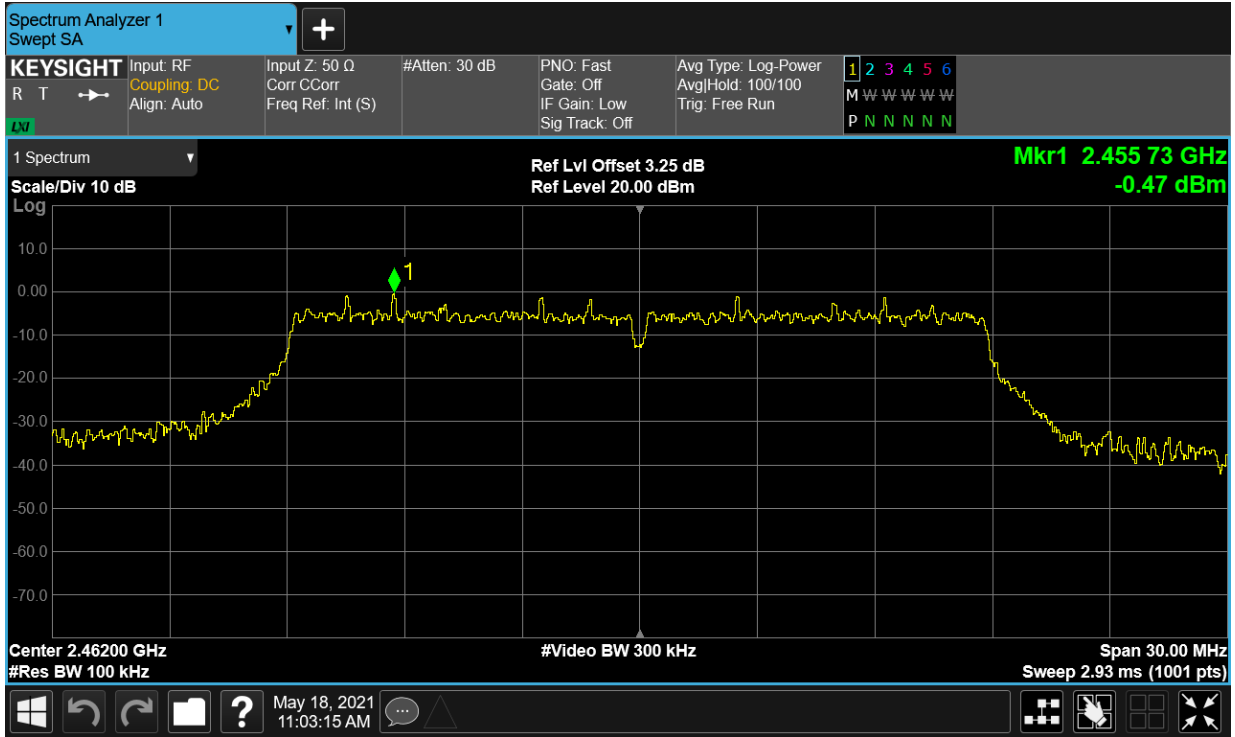 Spectrum Analyzer 1
Swept SA
+
KEYSIGHT Input: RF Input Z: 50 Ω #Atten: 30 dB PNO: Fast Avg Type: Log-Power 1 2 3 4 5 6
R T Coupling: DC Corr CCorr Gate: Off Avg|Hold: 100/100 M W W W W W
Align: Auto Freq Ref: Int (S) IF Gain: Low Trig: Free Run
LXI Sig Track: Off P N N N N N N
1 Spectrum Ref Lvl Offset 3.25 dB Mkr1 2.455 73 GHz
Scale/Div 10 dB Ref Level 20.00 dBm -0.47 dBm
Log
10.0
1
0.00
-10.0
-20.0
-30.0
-40.0
-50.0
-60.0
-70.0
Center 2.46200 GHz #Video BW 300 kHz Span 30.00 MHz
#Res BW 100 kHz Sweep 2.93 ms (1001 pts)
? May 18, 2021
11:03:15 AM